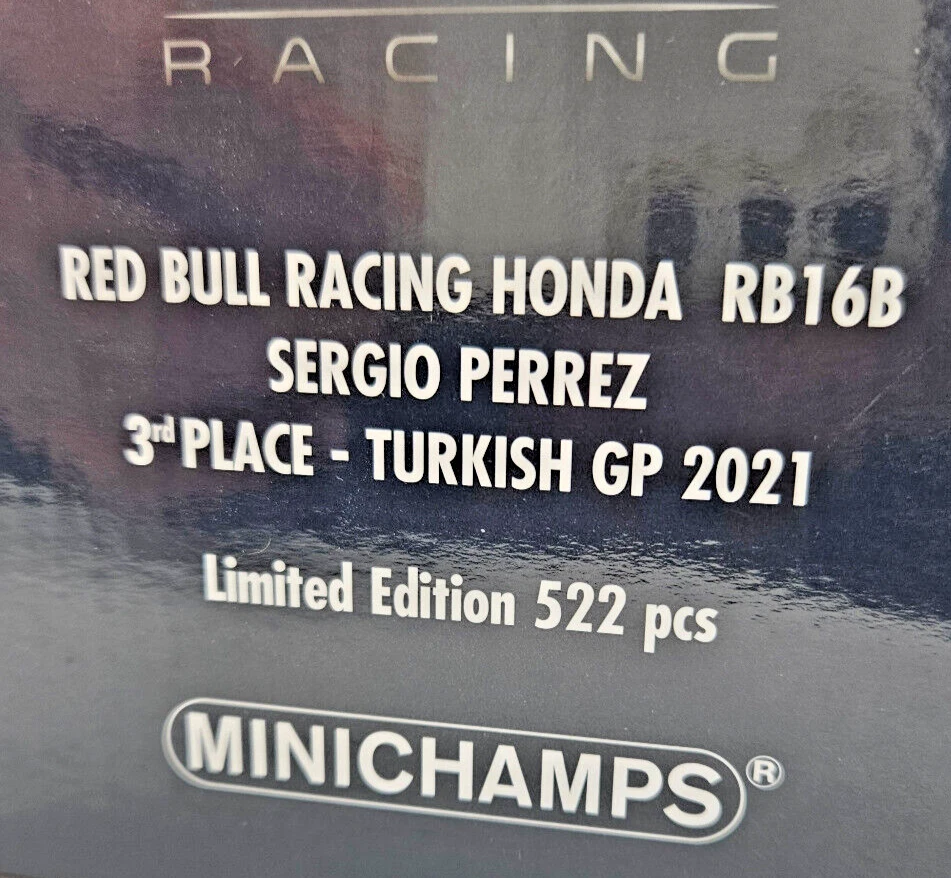 RACING
RED BULL RACING HONDA RB16B
SERGIO PERREZ
3rd PLACE - TURKISH GP 2021
Limited Edition 522 pcs
MINICHAMPS®